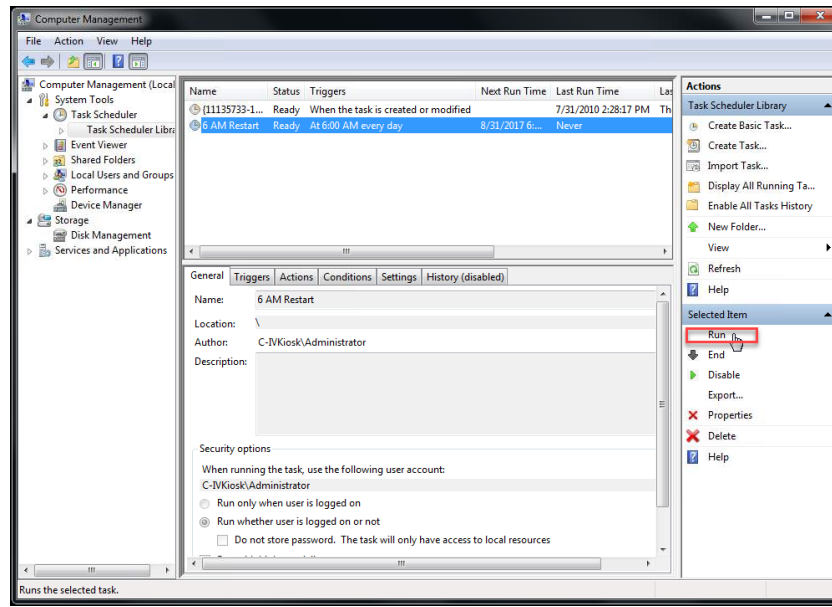 Computer Management
File Action View Help
Computer Management (Local
System Tools
Task Scheduler
Task Scheduler Libra
Event Viewer
Shared Folders
Local Users and Groups
Performance
Device Manager
Storage
Disk Management
Services and Applications
Name Status Triggers Next Run Time Last Run Time Las
{11135733-1... Ready When the task is created or modified 7/31/2010 2:28:17 PM Th
6 AM Restart Ready At 6:00 AM every day 8/31/2017 6:... Never
General Triggers Actions Conditions Settings History (disabled)
Name: 6 AM Restart
Location: \
Author: C-IVKiosk\Administrator
Description:
Security options
When running the task, use the following user account:
C-IVKiosk\Administrator
Run only when user is logged on
Run whether user is logged on or not
Do not store password. The task will only have access to local resources
Actions
Task Scheduler Library
Create Basic Task...
Create Task...
Import Task...
Display All Running Ta...
Enable All Tasks History
New Folder...
View
Refresh
Help
Selected Item
Run
End
Disable
Export...
Properties
Delete
Help
Runs the selected task.